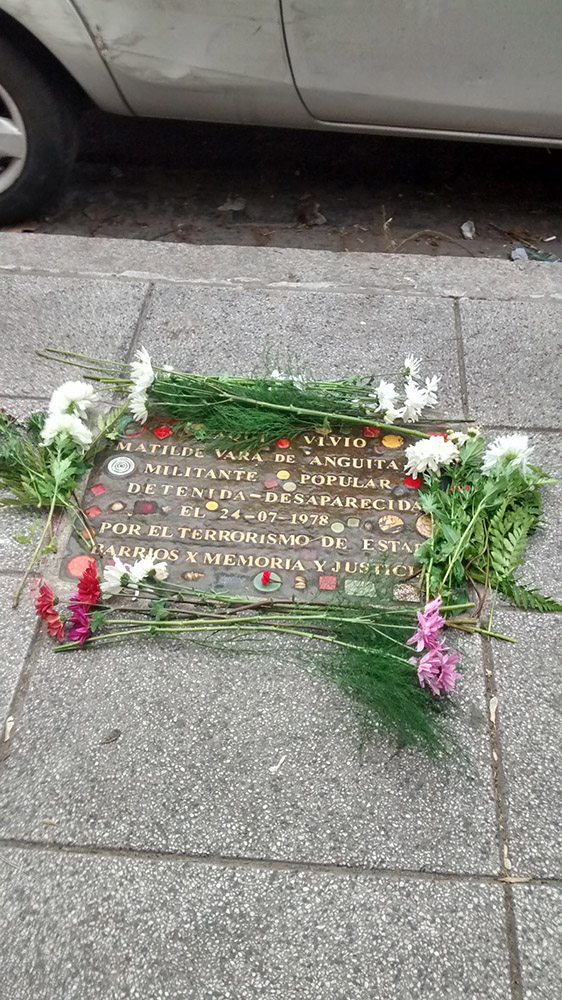 VIVIO
MATILDE VARA DE ANGUITA
MILITANTE POPULAR
DETENIDA-DESAPARECIDA
EL 24-07-1978
POR EL TERRORISMO DE ESTADO
BARRIOS X MEMORIA Y JUSTICIA